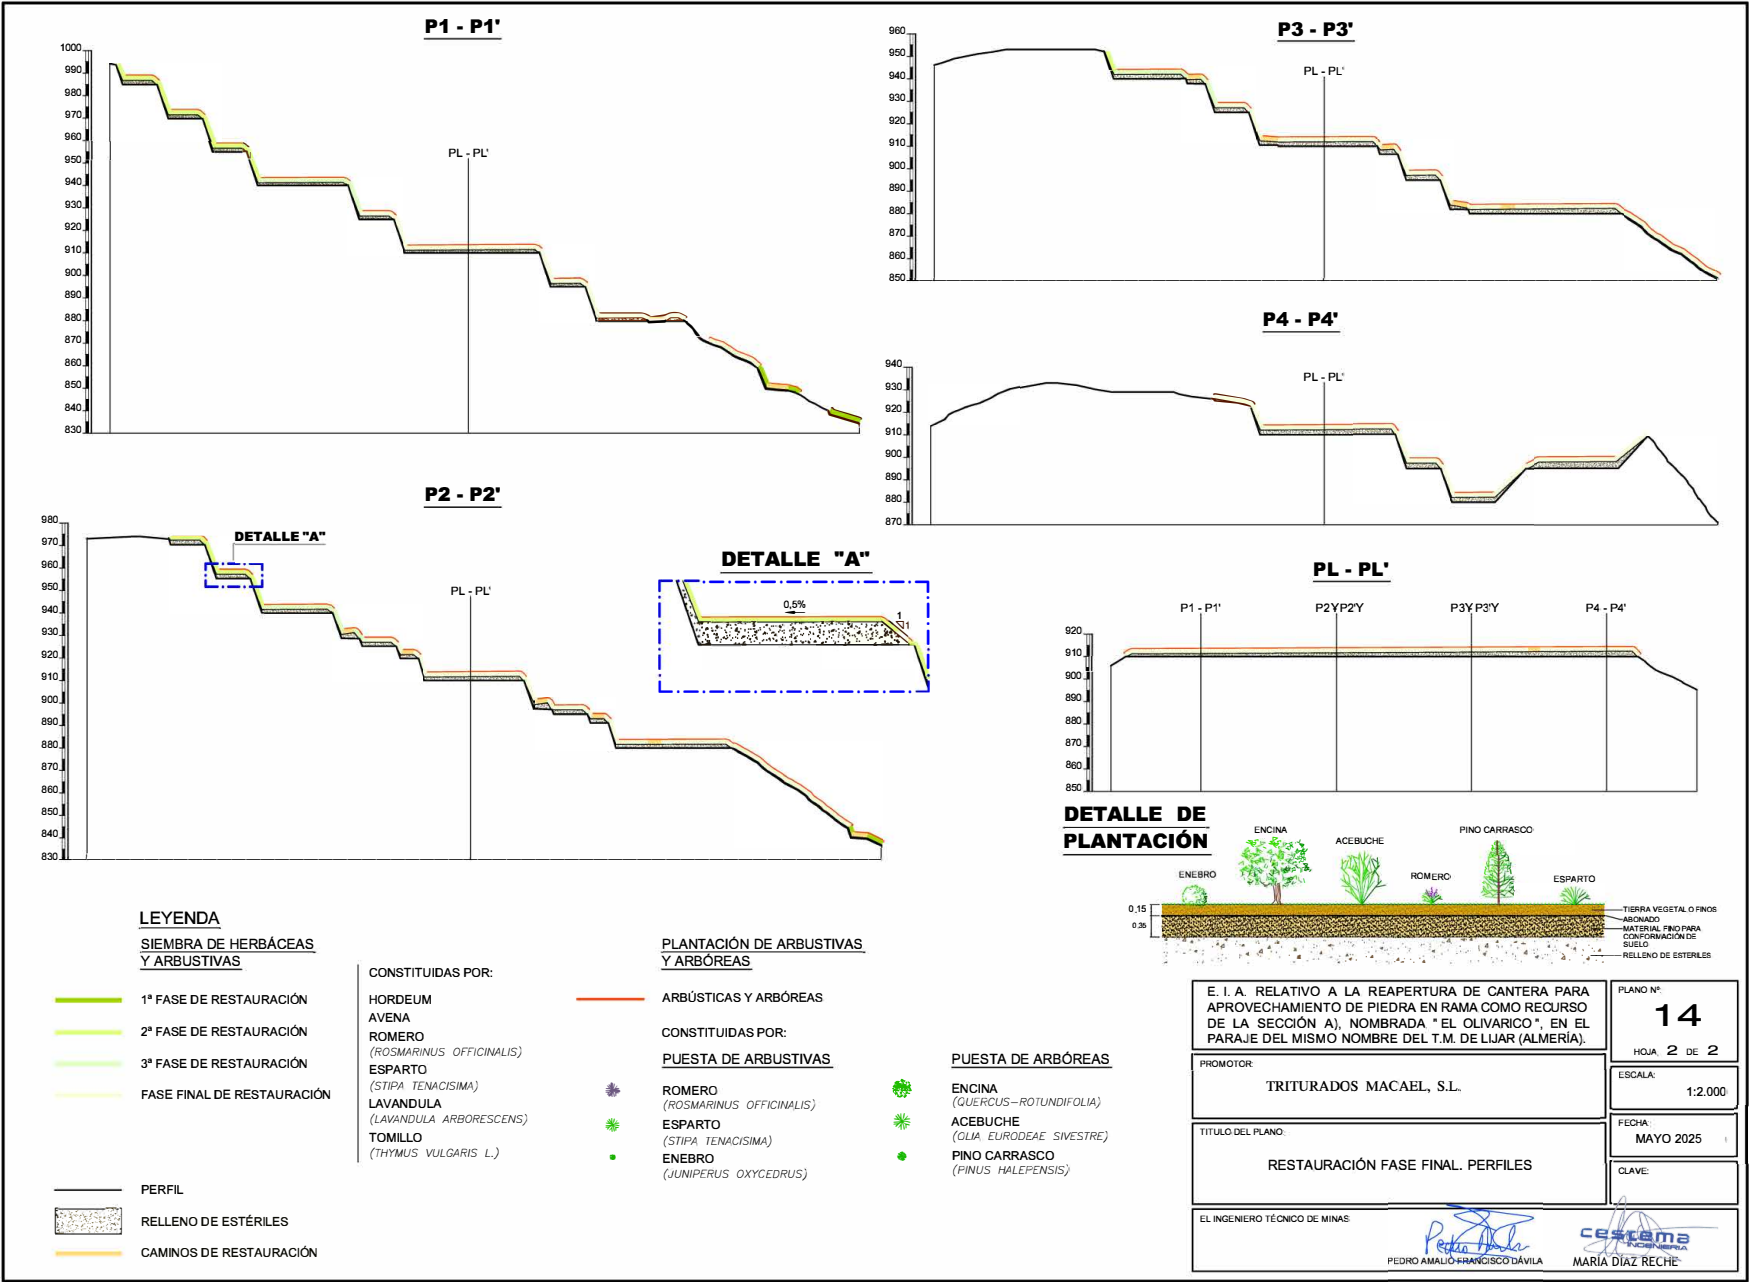 P1 - P1'
1000
990
980
970
960
950
940
930
920
910
900
890
880
870
860
850
840
830
PL - PL'
P3 - P3'
960
950
940
930
920
910
900
890
880
870
860
850
PL - PL'
P4 - P4'
940
930
920
910
900
890
880
870
PL - PL'
P2 - P2'
980
970
960
950
940
930
920
910
900
890
880
870
860
850
840
830
DETALLE "A"
PL - PL'
DETALLE "A"
0,5%
1
1
PL - PL'
P1 - P1'
P2Y P2'Y
P3Y P3'Y
P4 - P4'
920
910
900
890
880
870
860
850
DETALLE DE
PLANTACIÓN
ENEBRO
ENCINA
ACEBUCHE
ROMERO
PINO CARRASCO
ESPARTO
0,15
0,35
TIERRA VEGETAL O FINOS
ABONADO
MATERIAL FINO PARA
CONFORMACIÓN DE
SUELO
RELLENO DE ESTERILES
LEYENDA
SIEMBRA DE HERBÁCEAS
Y ARBUSTIVAS
1ª FASE DE RESTAURACIÓN
2ª FASE DE RESTAURACIÓN
3ª FASE DE RESTAURACIÓN
FASE FINAL DE RESTAURACIÓN
CONSTITUIDAS POR:
HORDEUM
AVENA
ROMERO
(ROSMARINUS OFFICINALIS)
ESPARTO
(STIPA TENACISIMA)
LAVANDULA
(LAVANDULA ARBORESCENS)
TOMILLO
(THYMUS VULGARIS L.)
PERFIL
RELLENO DE ESTÉRILES
CAMINOS DE RESTAURACIÓN
PLANTACIÓN DE ARBUSTIVAS
Y ARBÓREAS
ARBÚSTICAS Y ARBÓREAS
CONSTITUIDAS POR:
PUESTA DE ARBUSTIVAS
ROMERO
(ROSMARINUS OFFICINALIS)
ESPARTO
(STIPA TENACISIMA)
ENEBRO
(JUNIPERUS OXYCEDRUS)
PUESTA DE ARBÓREAS
ENCINA
(QUERCUS-ROTUNDIFOLIA)
ACEBUCHE
(OLIA EURODEAE SIVESTRE)
PINO CARRASCO
(PINUS HALEPENSIS)
E. I. A. RELATIVO A LA REAPERTURA DE CANTERA PARA
APROVECHAMIENTO DE PIEDRA EN RAMA COMO RECURSO
DE LA SECCIÓN A), NOMBRADA "EL OLIVARICO", EN EL
PARAJE DEL MISMO NOMBRE DEL T.M. DE LIJAR (ALMERÍA).
PLANO Nº:
14
HOJA 2 DE 2
PROMOTOR:
TRITURADOS MACAEL, S.L.
ESCALA:
1:2.000
FECHA:
MAYO 2025
TITULO DEL PLANO:
RESTAURACIÓN FASE FINAL. PERFILES
CLAVE:
EL INGENIERO TÉCNICO DE MINAS
cestema
INGENIERIA
PEDRO AMALIO FRANCISCO DÁVILA
MARÍA DÍAZ RECHE